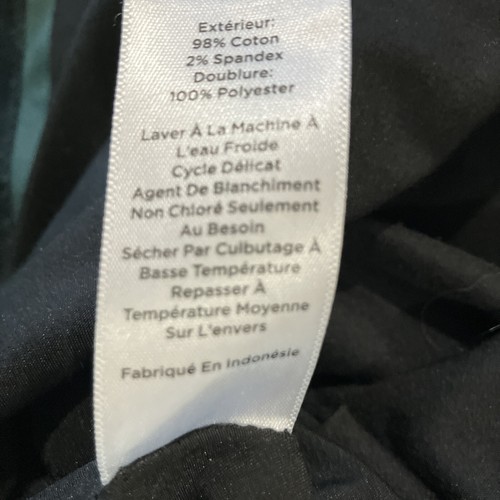 Extérieur:
98% Coton
2% Spandex
Doublure:
100% Polyester
Laver À La Machine À
L'eau Froide
Cycle Délicat
Agent De Blanchiment
Non Chloré Seulement
Au Besoin
Sécher Par Culbutage À
Basse Température
Repasser À
Température Moyenne
Sur L'envers
Fabriqué En Indonésie